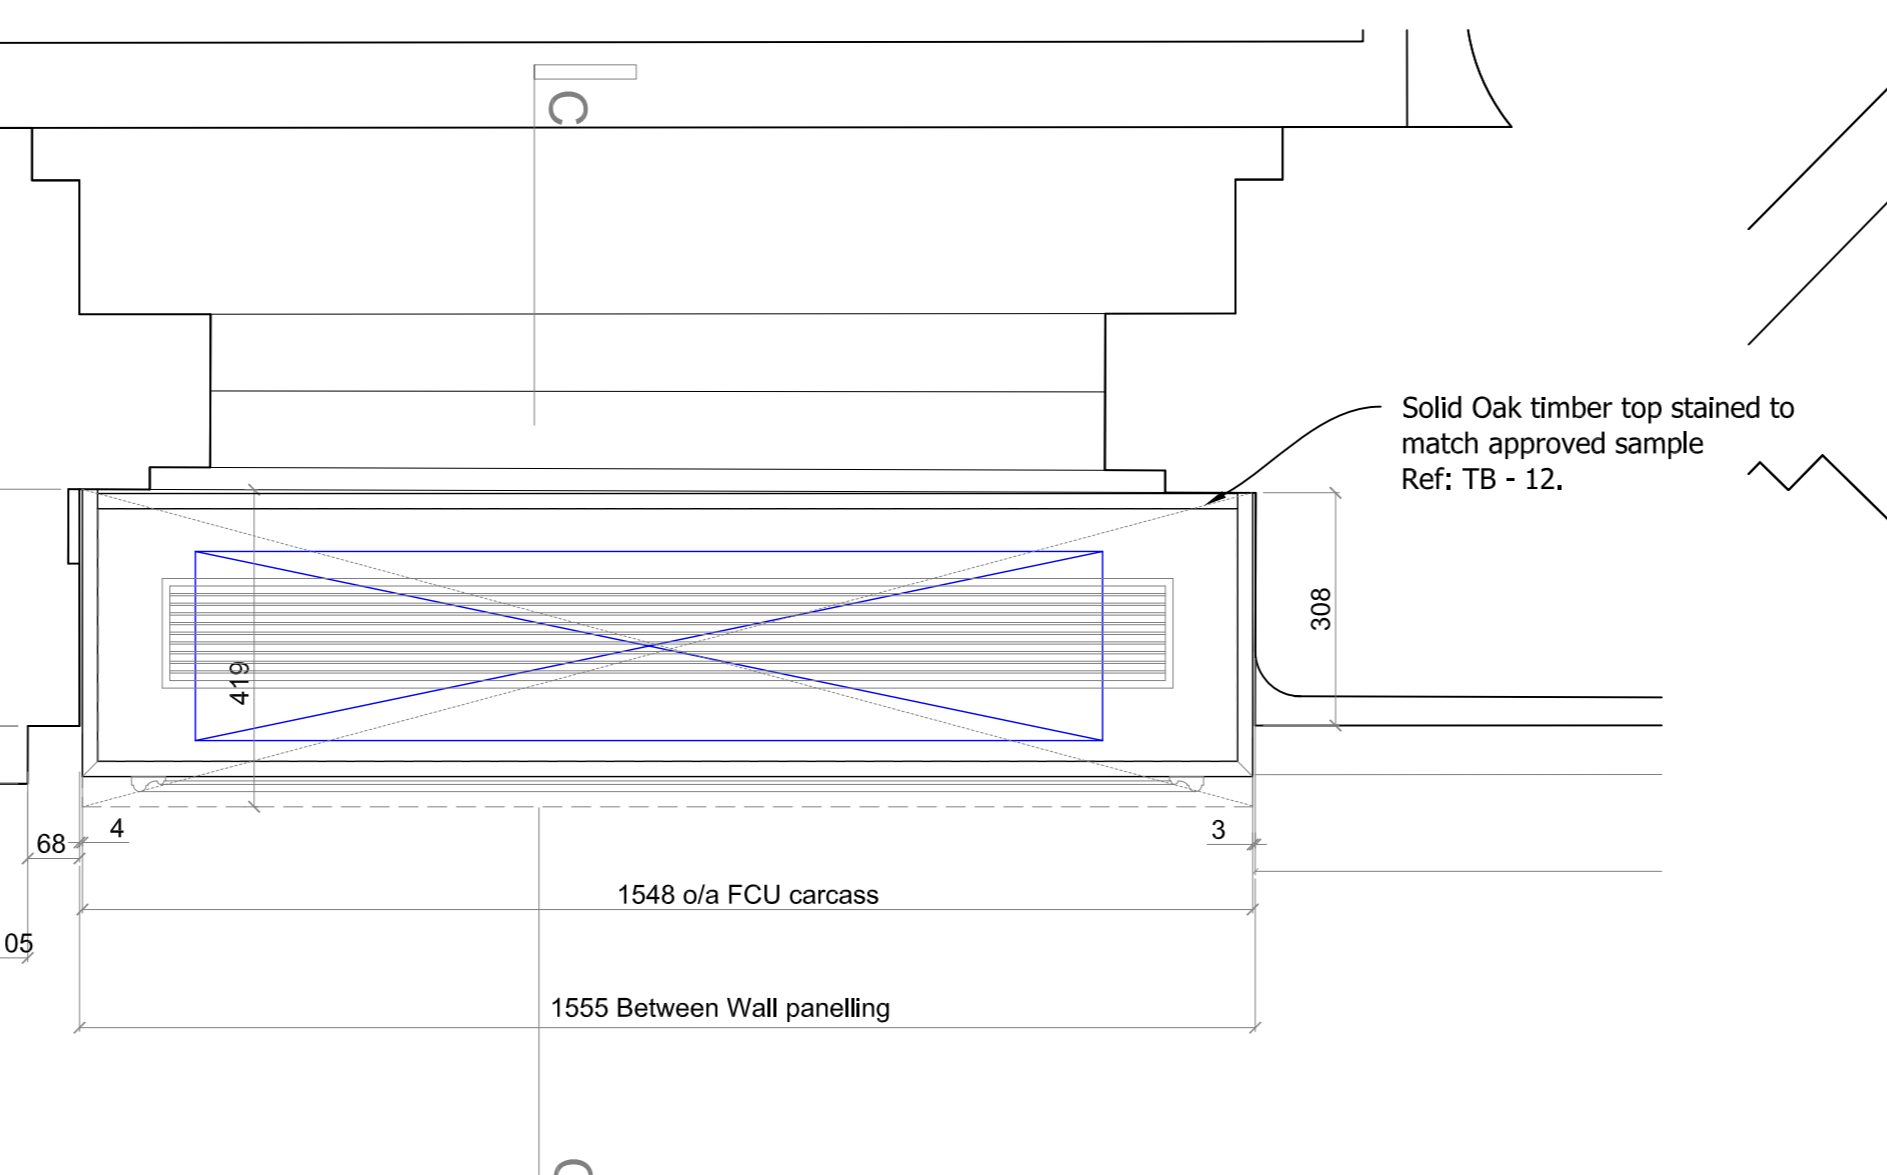 C
Solid Oak timber top stained to
match approved sample
Ref: TB - 12.
308
419
4
68
3
1548 o/a FCU carcass
05
1555 Between Wall panelling
C